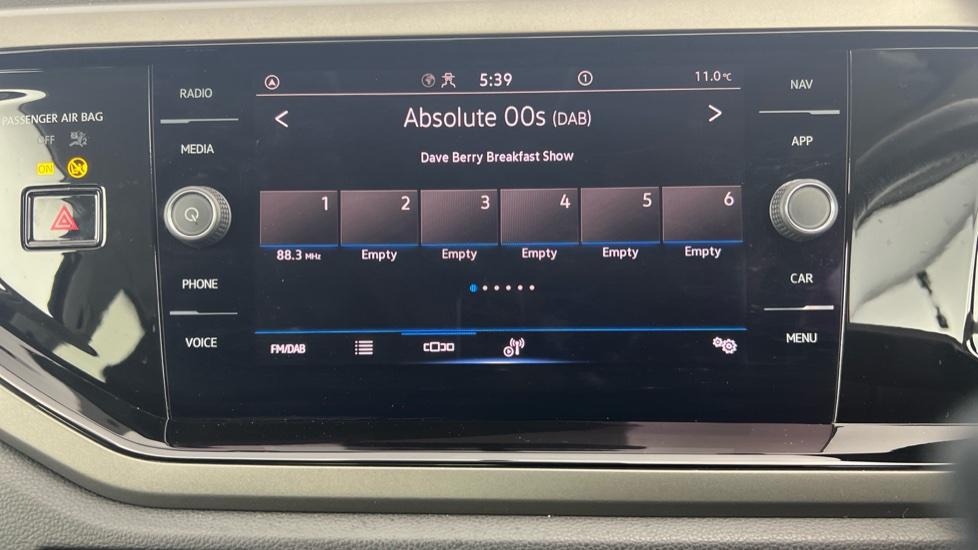 RADIO
MEDIA
PHONE
VOICE
PASSENGER AIR BAG
OFF
ON
5:39
1
11.0°C
< Absolute 00s (DAB) >
Dave Berry Breakfast Show
1 2 3 4 5 6
88.3 MHz Empty Empty Empty Empty Empty
FM/DAB
NAV
APP
CAR
MENU